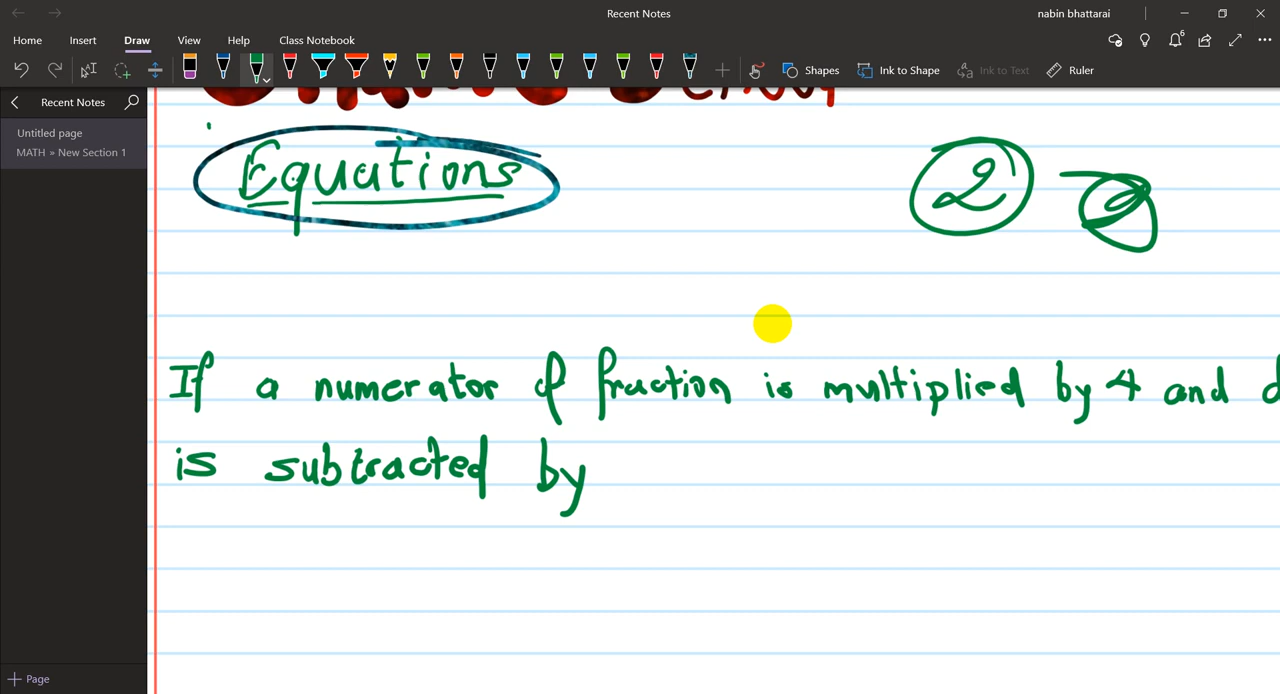 Recent Notes
nabin bhattarai
Home Insert Draw View Help Class Notebook
6
Shapes Ink to Shape Ink to Text Ruler
Recent Notes
Untitled page
MATH » New Section 1
Equations
2
If a numerator of fraction is multiplied by 4 and d
is subtracted by
Page